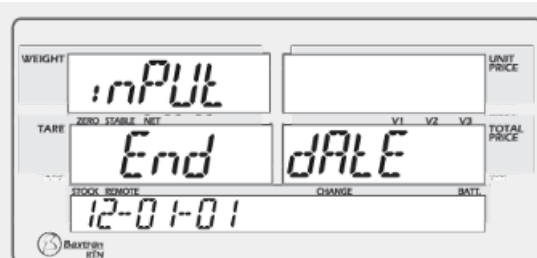 WEIGHT inPUt UNIT PRICE
ZERO STABLE NET V1 V2 V3
TARE End dAtE TOTAL PRICE
STOCK REMOTE CHANGE BATT.
12-01-01
Baxtran
RTN